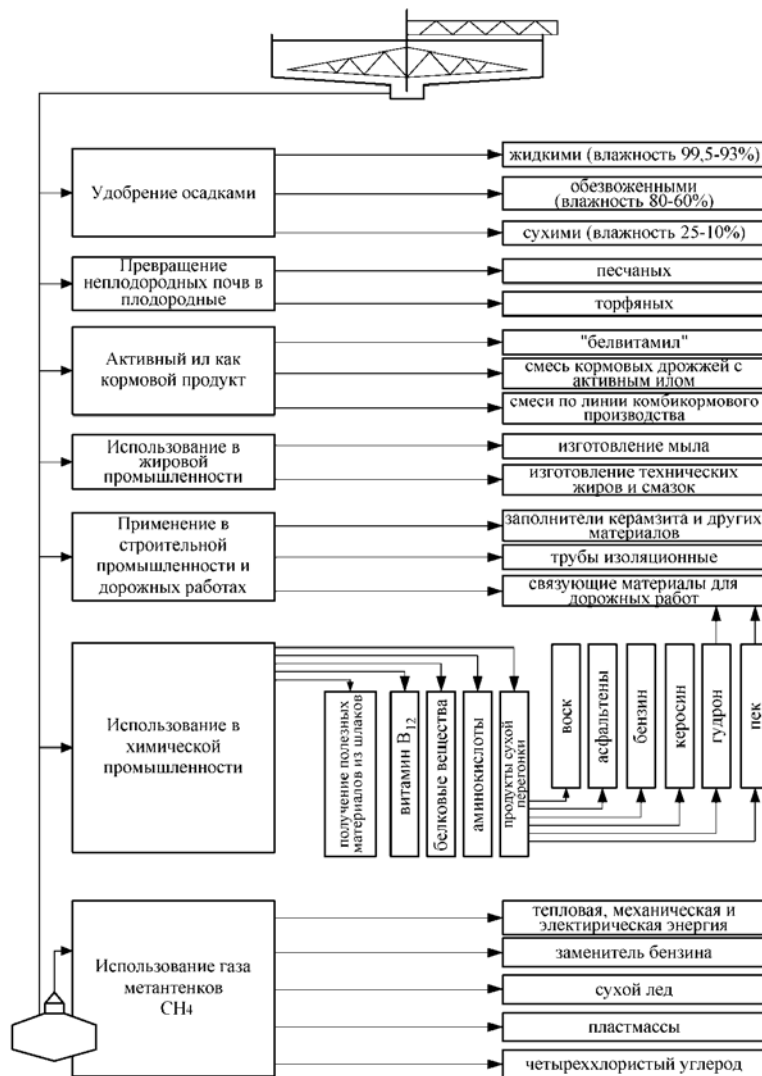 Удобрение осадками
жидкими (влажность 99,5-93%)
обезвоженными
(влажность 80-60%)
сухими (влажность 25-10%)
Превращение
неплодородных почв в
плодородные
песчаных
торфяных
Активный ил как
кормовой продукт
"белвитамил"
смесь кормовых дрожжей с
активным илом
смеси по линии комбикормового
производства
Использование в
жировой
промышленности
изготовление мыла
изготовление технических
жиров и смазок
Применение в
строительной
промышленности и
дорожных работах
заполнители керамзита и других
материалов
трубы изоляционные
связующие материалы для
дорожных работ
Использование в
химической
промышленности
получение полезных
материалов из шлаков
витамин В12
белковые вещества
аминокислоты
продукты сухой
перегонки
воск
асфальтены
бензин
керосин
гудрон
пек
Использование газа
метантенков
CH4
тепловая, механическая и
электирическая энергия
заменитель бензина
сухой лед
пластмассы
четыреххлористый углерод